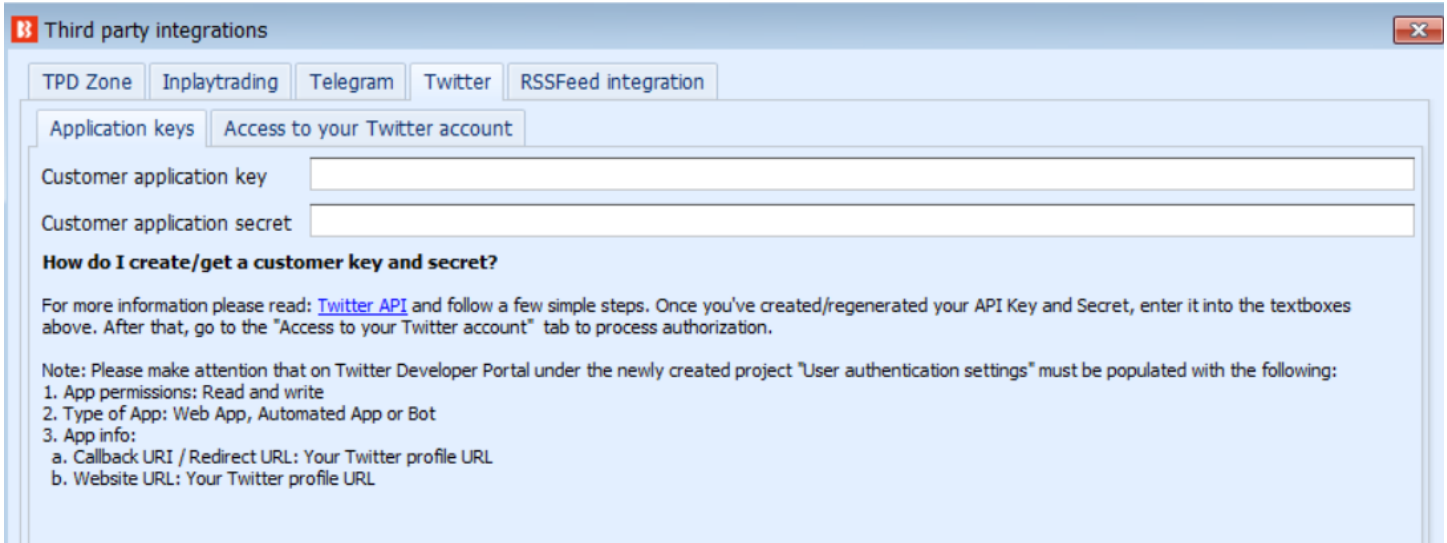 Third party integrations
TPD Zone Inplaytrading Telegram Twitter RSSFeed integration
Application keys Access to your Twitter account
Customer application key
Customer application secret
How do I create/get a customer key and secret?
For more information please read: Twitter API and follow a few simple steps. Once you've created/regenerated your API Key and Secret, enter it into the textboxes
above. After that, go to the "Access to your Twitter account" tab to process authorization.
Note: Please make attention that on Twitter Developer Portal under the newly created project "User authentication settings" must be populated with the following:
1. App permissions: Read and write
2. Type of App: Web App, Automated App or Bot
3. App info:
a. Callback URI / Redirect URL: Your Twitter profile URL
b. Website URL: Your Twitter profile URL